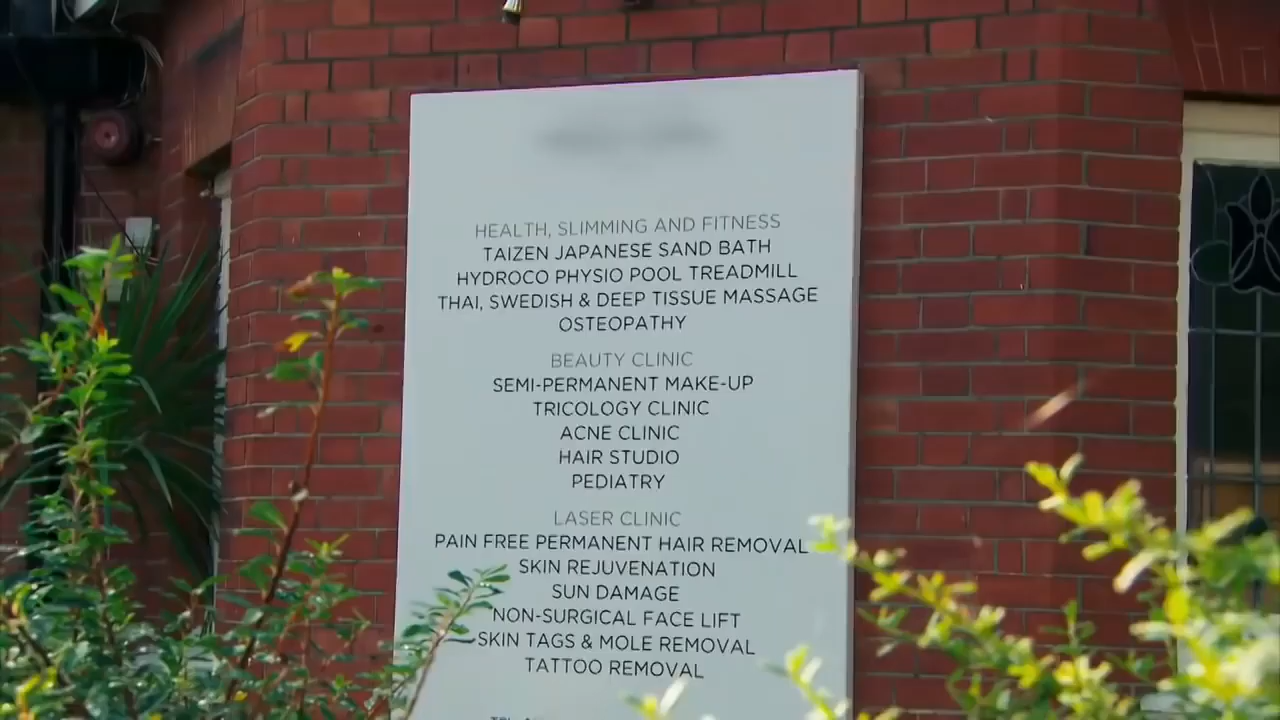 HEALTH, SLIMMING AND FITNESS
TAIZEN JAPANESE SAND BATH
HYDROCO PHYSIO POOL TREADMILL
THAI, SWEDISH & DEEP TISSUE MASSAGE
OSTEOPATHY
BEAUTY CLINIC
SEMI-PERMANENT MAKE-UP
TRICOLOGY CLINIC
ACNE CLINIC
HAIR STUDIO
PEDIATRY
LASER CLINIC
PAIN FREE PERMANENT HAIR REMOVAL
SKIN REJUVENATION
SUN DAMAGE
NON-SURGICAL FACE LIFT
SKIN TAGS & MOLE REMOVAL
TATTOO REMOVAL